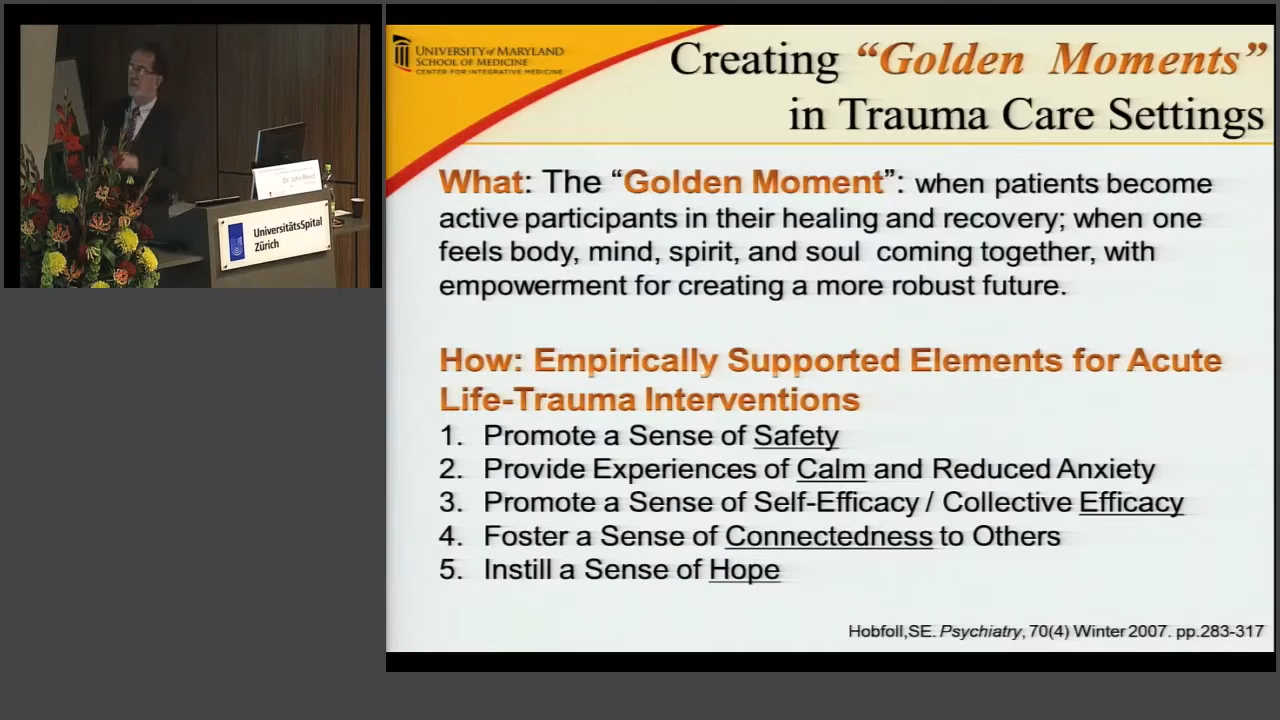 Dr. John Reed
UniversitätsSpital
Zürich
UNIVERSITY of MARYLAND
SCHOOL OF MEDICINE
CENTER FOR INTEGRATIVE MEDICINE
Creating “Golden Moments”
in Trauma Care Settings
What: The “Golden Moment”: when patients become
active participants in their healing and recovery; when one
feels body, mind, spirit, and soul coming together, with
empowerment for creating a more robust future.
How: Empirically Supported Elements for Acute
Life-Trauma Interventions
1. Promote a Sense of Safety
2. Provide Experiences of Calm and Reduced Anxiety
3. Promote a Sense of Self-Efficacy / Collective Efficacy
4. Foster a Sense of Connectedness to Others
5. Instill a Sense of Hope
Hobfoll,SE. Psychiatry, 70(4) Winter 2007. pp.283-317